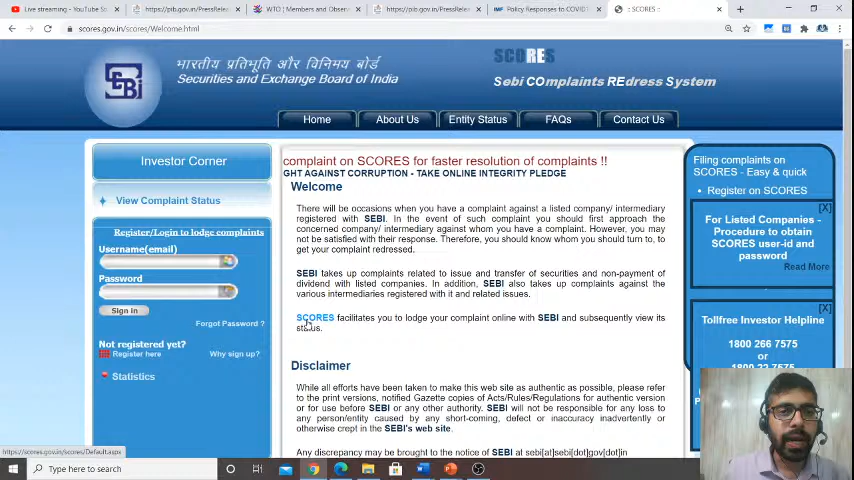 Live streaming - YouTube S
https://pib.gov.in/PressRele
WTO | Members and Observ
https://pib.gov.in/PressRele
IMF Policy Responses to COVID1
:: SCORES ::
scores.gov.in/scores/Welcome.html
भारतीय प्रतिभूति और विनिमय बोर्ड
Securities and Exchange Board of India
SCORES
Sebi COmplaints REdress System
Home
About Us
Entity Status
FAQs
Contact Us
Investor Corner
View Complaint Status
Register/Login to lodge complaints
Username(email)
Password
Sign in
Forgot Password ?
Not registered yet?
Register here
Why sign up?
Statistics
complaint on SCORES for faster resolution of complaints !!
GHT AGAINST CORRUPTION - TAKE ONLINE INTEGRITY PLEDGE
Welcome
There will be occasions when you have a complaint against a listed company/ intermediary
registered with SEBI. In the event of such complaint you should first approach the
concerned company/ intermediary against whom you have a complaint. However, you may
not be satisfied with their response. Therefore, you should know whom you should turn to, to
get your complaint redressed.
SEBI takes up complaints related to issue and transfer of securities and non-payment of
dividend with listed companies. In addition, SEBI also takes up complaints against the
various intermediaries registered with it and related issues.
SCORES facilitates you to lodge your complaint online with SEBI and subsequently view its
status.
Disclaimer
While all efforts have been taken to make this web site as authentic as possible, please refer
to the print versions, notified Gazette copies of Acts/Rules/Regulations for authentic version
or for use before SEBI or any other authority. SEBI will not be responsible for any loss to
any person/entity caused by any short-coming, defect or inaccuracy inadvertently or
otherwise crept in the SEBI's web site.
Any discrepancy may be brought to the notice of SEBI at sebi[at]sebi[dot]gov[dot]in
Filing complaints on
SCORES - Easy & quick
Register on SCORES
[X]
For Listed Companies -
Procedure to obtain
SCORES user-id and
password
Read More
[X]
Tollfree Investor Helpline
1800 266 7575
or
1800 22 7575
https://scores.gov.in/scores/Default.aspx
Type here to search